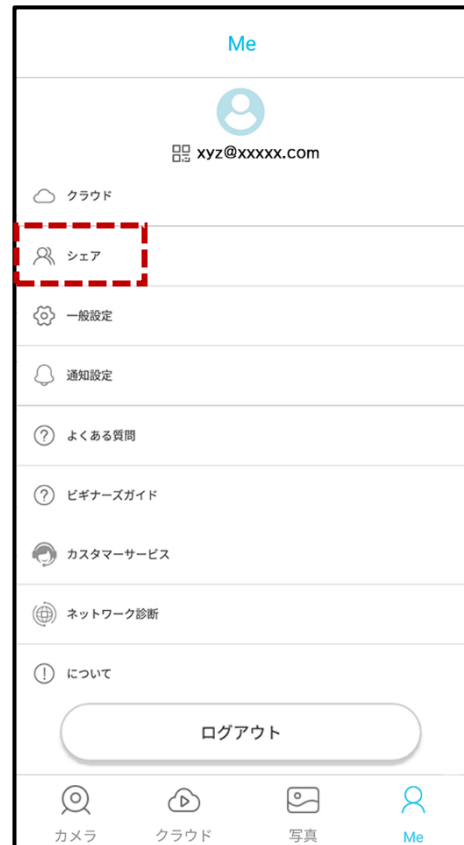 Me
xyz@xxxxx.com
クラウド
シェア
一般設定
通知設定
よくある質問
ビギナーズガイド
カスタマーサービス
ネットワーク診断
について
ログアウト
カメラ クラウド 写真 Me